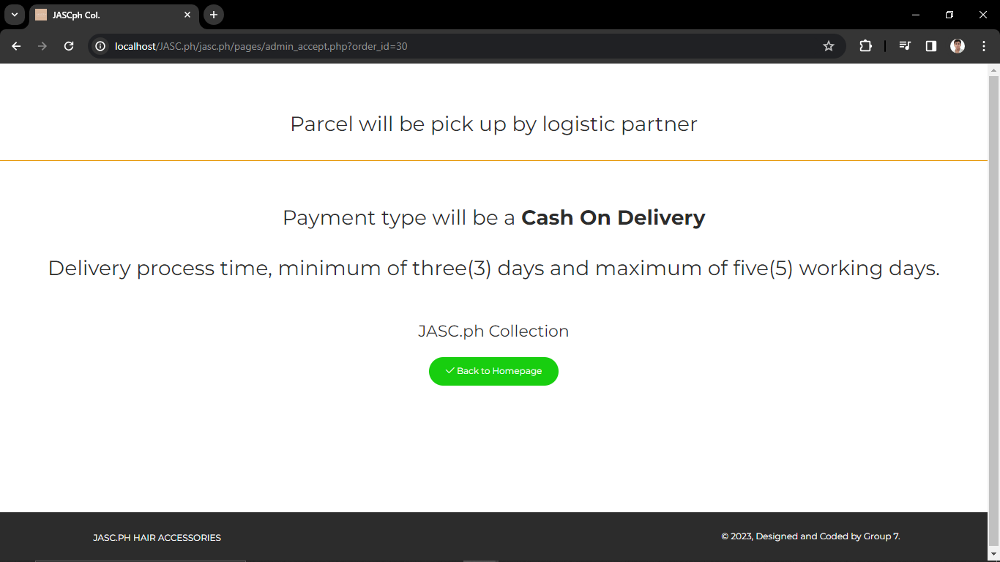 JASCph Col.
localhost/JASC.ph/jasc.ph/pages/admin_accept.php?order_id=30
Parcel will be pick up by logistic partner
Payment type will be a Cash On Delivery
Delivery process time, minimum of three(3) days and maximum of five(5) working days.
JASC.ph Collection
Back to Homepage
JASC.PH HAIR ACCESSORIES
© 2023, Designed and Coded by Group 7.